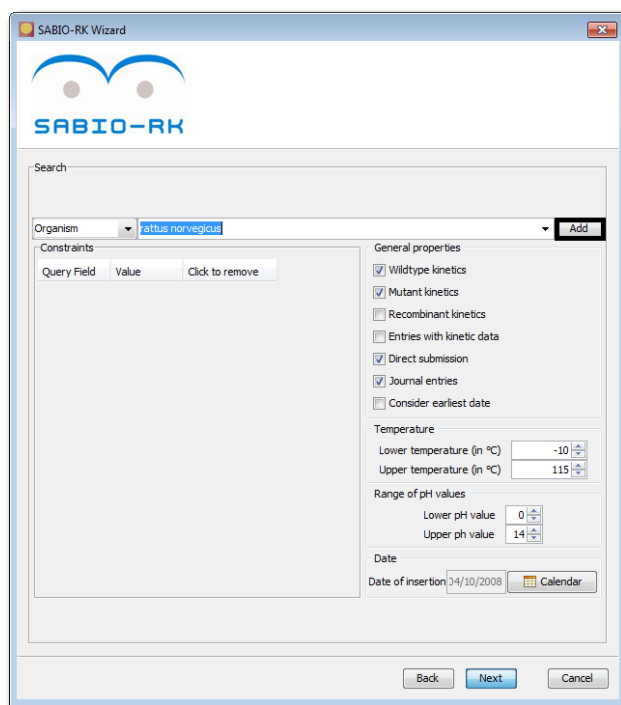 SABIO-RK Wizard
SABIO-RK
Search
Organism rattus norvegicus Add
Constraints
Query Field Value Click to remove
General properties
Wildtype kinetics
Mutant kinetics
Recombinant kinetics
Entries with kinetic data
Direct submission
Journal entries
Consider earliest date
Temperature
Lower temperature (in ºC) -10
Upper temperature (in ºC) 115
Range of pH values
Lower pH value 0
Upper ph value 14
Date
Date of insertion 04/10/2008 Calendar
Back Next Cancel